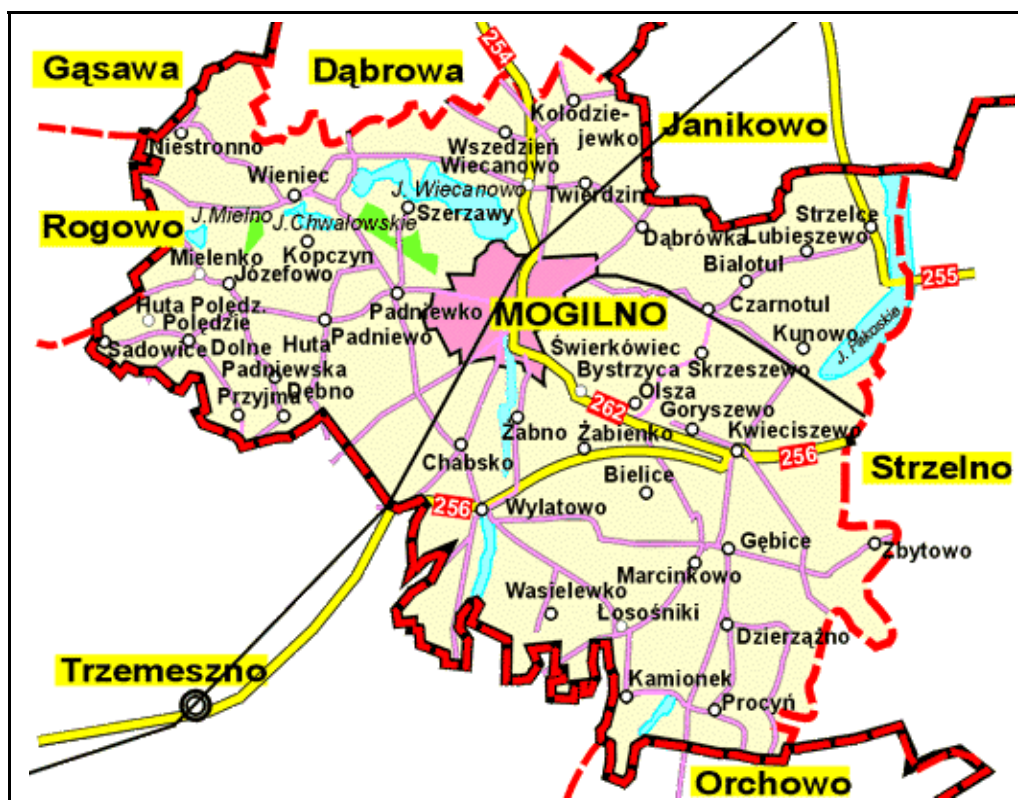 254
Gąsawa
Dąbrowa
Kołodzie-
jewko
Janikowo
Niestronno
Wszedzień
Wiecanowo
Wieniec
J. Wiecanowo
Twierdzin
Rogowo
J.Mielno
J.Chwałowskie
Szerzawy
Strzelce
Dąbrówka
Lubieszewo
Kopczyn
Mielenko
Józefowo
Białotul
255
Huta Polędz.
Padniewko
MOGILNO
Czarnotul
Polędzie
Dolne
Sadowice
Huta
Padniewska
Padniewo
Kunowo
J. Pakoskie
Świerkówiec
Bystrzyca
Skrzeszewo
Przyjma
Dębno
Olsza
262
Goryszewo
Żabno
Żabienko
Kwieciszewo
Chabsko
256
Strzelno
Bielice
256
Wylatowo
Gębice
Zbytowo
Marcinkowo
Wasielewko
Łosośniki
Dzierzążno
Trzemeszno
Kamionek
Procyń
Orchowo